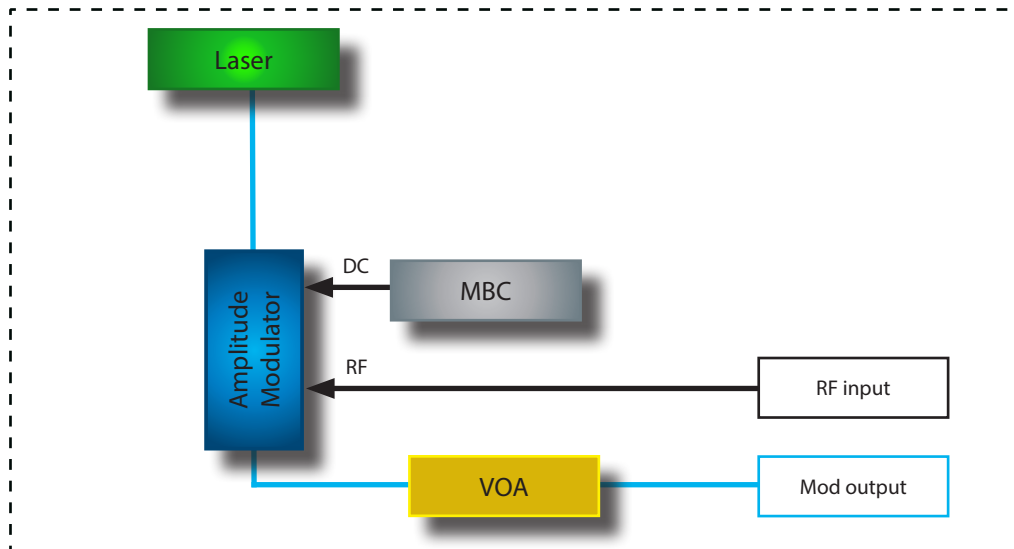 Laser
DC
MBC
Amplitude
Modulator
RF
RF input
VOA
Mod output